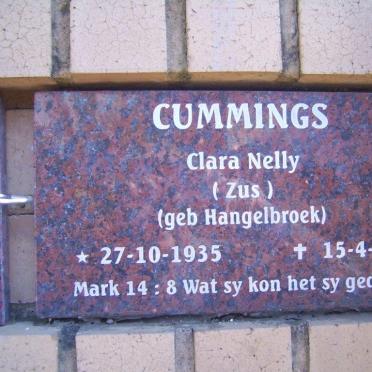 CUMMINGS
Clara Nelly
( Zus )
(geb Hangelbroek)
★ 27-10-1935 ✝ 15-4-
Mark 14 : 8 Wat sy kon het sy